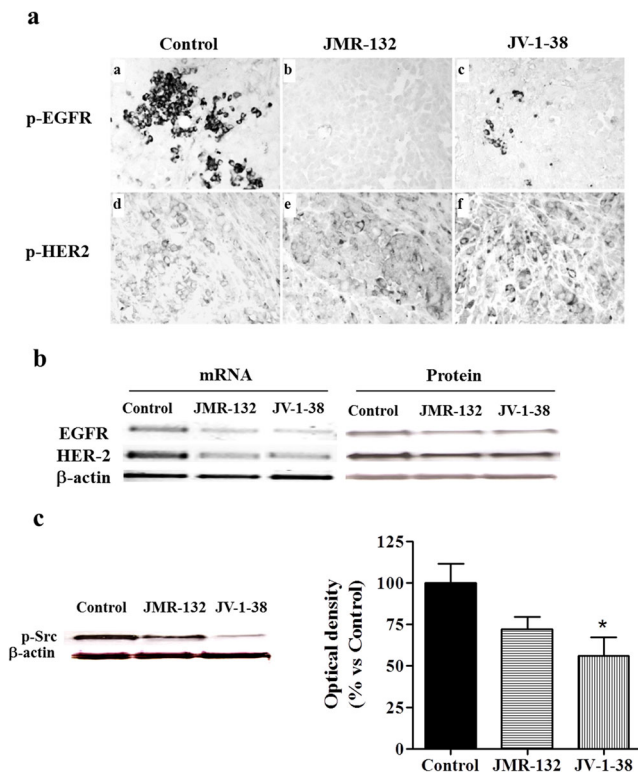 a
Control JMR-132 JV-1-38
a b c
p-EGFR
d e f
p-HER2
b
mRNA Protein
Control JMR-132 JV-1-38 Control JMR-132 JV-1-38
EGFR
HER-2
β-actin
c
Control JMR-132 JV-1-38
p-Src
β-actin
Optical density
(% vs Control)
125
100
75
50
25
0
*
Control JMR-132 JV-1-38